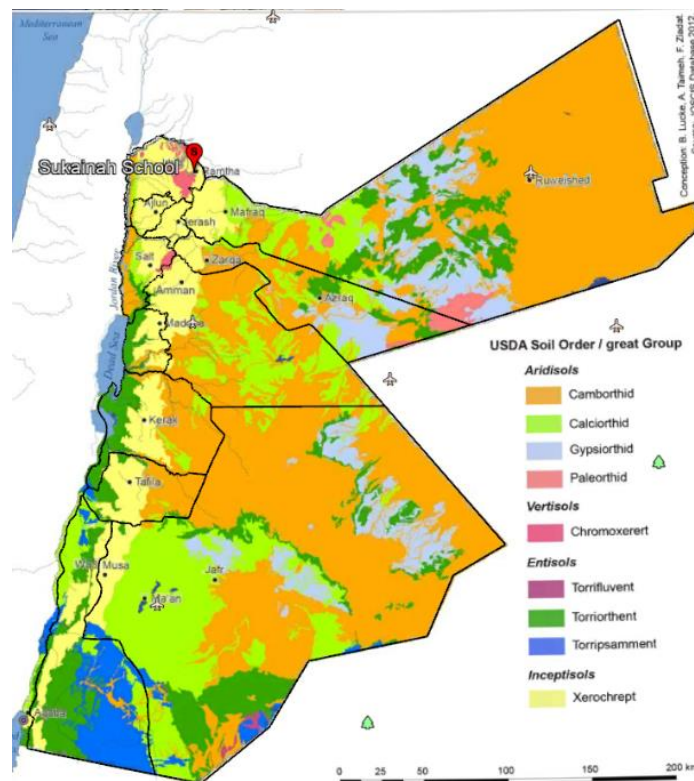 Mediterranean
Sea
Conception: B. Lucke, A. Taimeh, F. Ziadat
Sukainah School
Ramtha
Ajlun
Jerash
Mafraq
Ruweished
Salt
Zarqa
Jordan River
Amman
Azraq
Madaba
Dead Sea
USDA Soil Order / great Group
Aridisols
Camborthid
Calciorthid
Gypsiorthid
Paleorthid
Kerak
Tafila
Vertisols
Chromoxerert
Entisols
Torrifluvent
Torriorthent
Torripsamment
Inceptisols
Xerochrept
Wadi Musa
Jafr
Ma'an
Aqaba
0 50 100 150 200 km